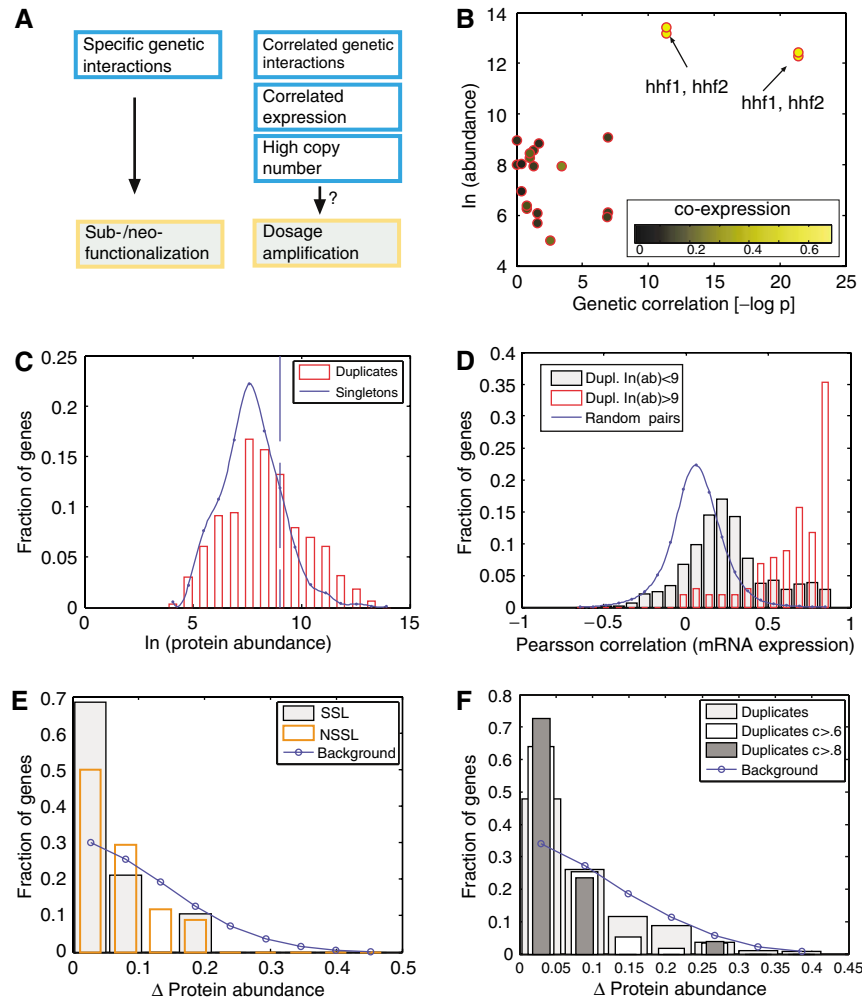 A
Specific genetic
interactions
Correlated genetic
interactions
Correlated
expression
High copy
number
?
Sub-/neo-
functionalization
Dosage
amplification
B
14
12
10
8
6
4
ln (abundance)
hhf1, hhf2
hhf1, hhf2
co-expression
0
0.2
0.4
0.6
0
5
10
15
20
25
Genetic correlation [−log p]
C
0.25
0.2
0.15
0.1
0.05
0
Fraction of genes
Duplicates
Singletons
0
5
10
15
ln (protein abundance)
D
0.4
0.35
0.3
0.25
0.2
0.15
0.1
0.05
0
Fraction of genes
Dupl. ln(ab)<9
Dupl. ln(ab)>9
Random pairs
−1
−0.5
0
0.5
1
Pearsson correlation (mRNA expression)
E
0.7
0.6
0.5
0.4
0.3
0.2
0.1
0
Fraction of genes
SSL
NSSL
Background
0
0.1
0.2
0.3
0.4
0.5
Δ Protein abundance
F
0.8
0.7
0.6
0.5
0.4
0.3
0.2
0.1
0
Fraction of genes
Duplicates
Duplicates c>.6
Duplicates c>.8
Background
0
0.05
0.1
0.15
0.2
0.25
0.3
0.35
0.4
0.45
Δ Protein abundance